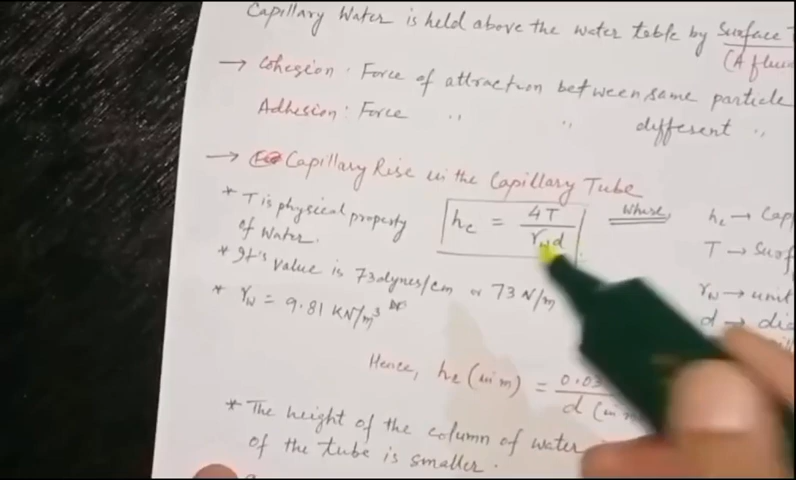 Capillary Water is held above the water table by Surface T
(A flui
→ Cohesion : Force of attraction between same particle
Adhesion : Force " " different "
→ Capillary Rise in the Capillary Tube
* T is physical property of Water.
hc = 4T / γw d
Where,
hc → Cap
T → Surf
γw → unit
d → dia
* It's value is 73 dynes/cm or 73 N/m
* γw = 9.81 KN/m³
Hence, hc (in m) = 0.03 / d (in m
* The height of the column of water
of the tube is smaller.